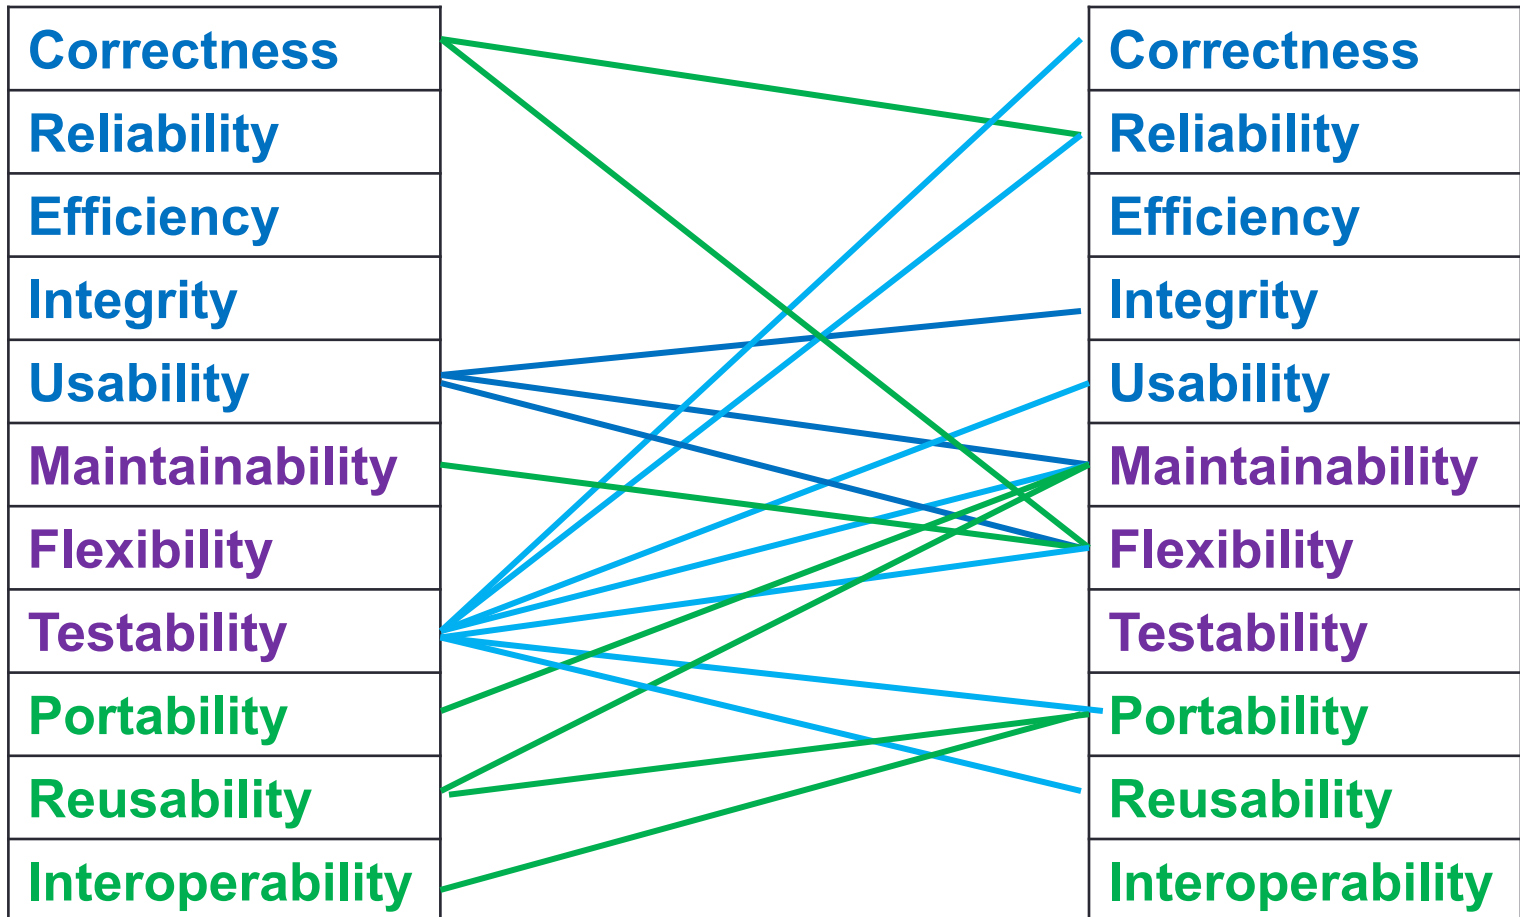 Correctness
Reliability
Efficiency
Integrity
Usability
Maintainability
Flexibility
Testability
Portability
Reusability
Interoperability
Correctness
Reliability
Efficiency
Integrity
Usability
Maintainability
Flexibility
Testability
Portability
Reusability
Interoperability